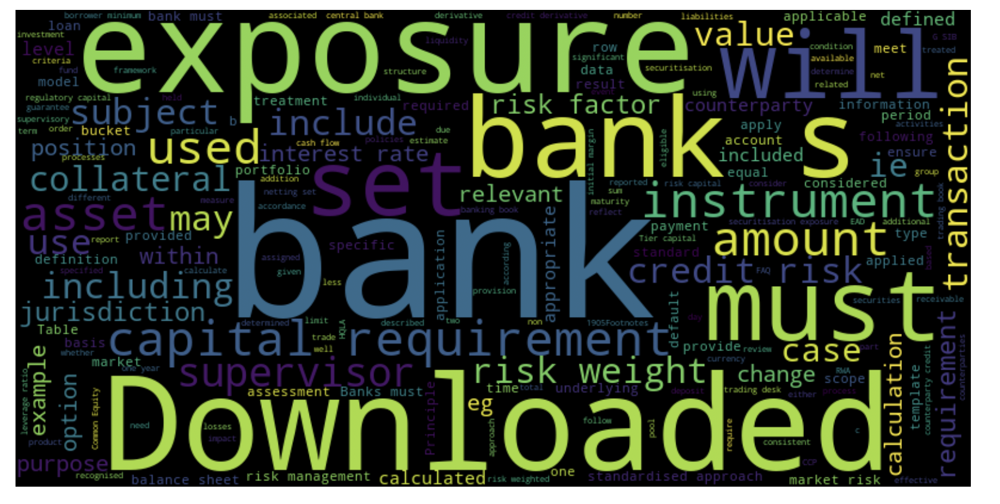 borrower minimum
bank must
associated
central bank
derivative
credit derivative
number
liabilities
applicable
defined
loan
exposure
value
will
investment
level
liquidity
row
condition
meet
G SIB
treated
criteria
significant
available
fund
framework
structure
data
securitisation
determine
net
model
result
related
regulatory capital
held
treatment
individual
required
event
using
risk factor
counterparty
information
guarantee
subject
include
bank s
supervisory
b
period
term
order
bucket
particular
due
apply
activities
position
used
cash flow
policies
estimate
initial margin
eligible
account
following
transaction
processes
interest rate
included
ensure
collateral
portfolio
set
equal
ie
group
addition
reported
risk capital
consider
considered
different
measure
netting set
relevant
sum
instrument
accordance
maturity
asset
may
banking book
reflect
trading book
bank
payment
securitisation exposure
EAD
additional
use
report
provided
specific
application
appropriate
Tier capital
amount
type
definition
within
assigned
according
standard
applied
based
specified
calculate
given
credit risk
FAQ
including
less
provision
must
jurisdiction
default
securities
receivable
determined
limit
described
two
non
1905Footnotes
day
Table
capital requirement
HQLA
requirement
basis
trade
well
provide
review
case
part
calculation
whether
market
currency
counterparties
example
one year
supervisor
risk weight
change
RWA
scope
template
counterparty credit
leverage ratio
option
Common Equity
assessment
Banks must
Principle
time
total
underlying
deposit
trading desk
either
process
Downloaded
eg
need
losses
follow
pool
require
c
product
impact
approach
consistent
purpose
CCP
one
recognised
balance sheet
risk management
calculated
risk weighted
standardised approach
market risk
effective